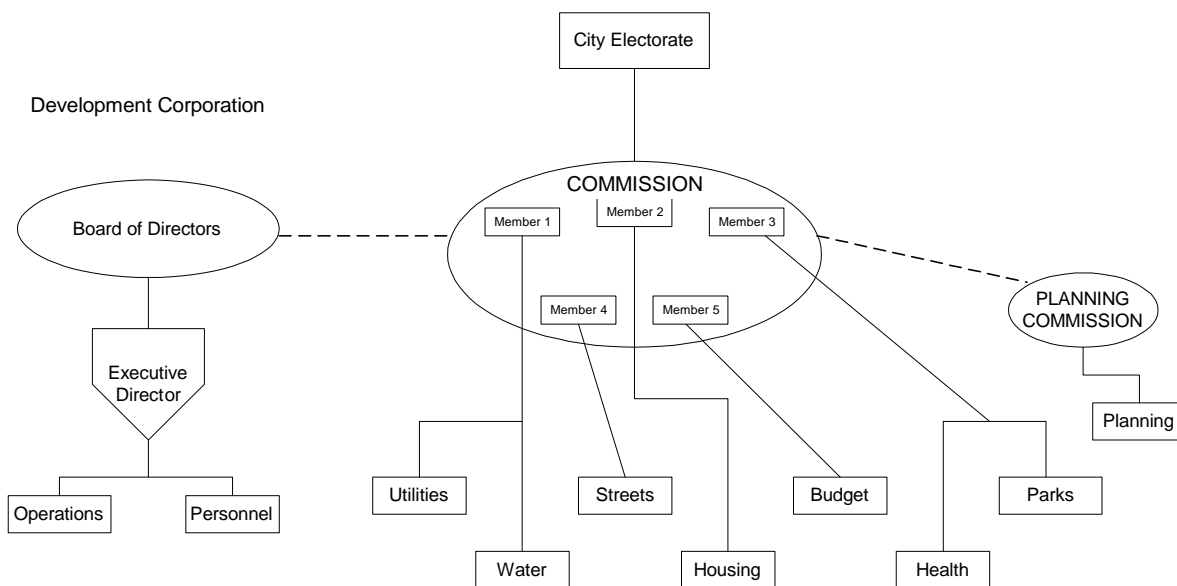 City Electorate
Development Corporation
COMMISSION
Member 1
Member 2
Member 3
Board of Directors
Member 4
Member 5
PLANNING
COMMISSION
Executive
Director
Planning
Utilities
Streets
Budget
Parks
Operations
Personnel
Water
Housing
Health